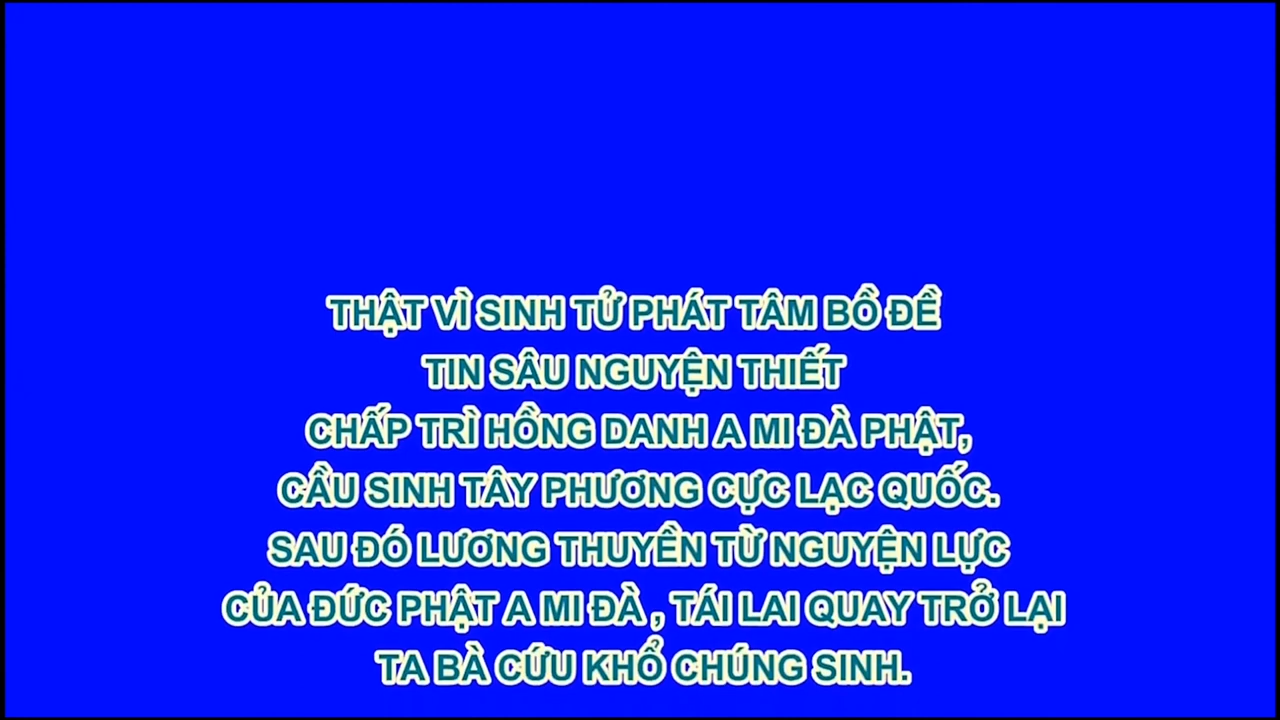 THẬT VÌ SINH TỬ PHÁT TÂM BỒ ĐỀ
TIN SÂU NGUYỆN THIẾT
CHẤP TRÌ HỒNG DANH A MI ĐÀ PHẬT,
CẦU SINH TÂY PHƯƠNG CỰC LẠC QUỐC.
SAU ĐÓ LƯƠNG THUYỀN TỪ NGUYỆN LỰC
CỦA ĐỨC PHẬT A MI ĐÀ , TÁI LAI QUAY TRỞ LẠI
TA BÀ CỨU KHỔ CHÚNG SINH.